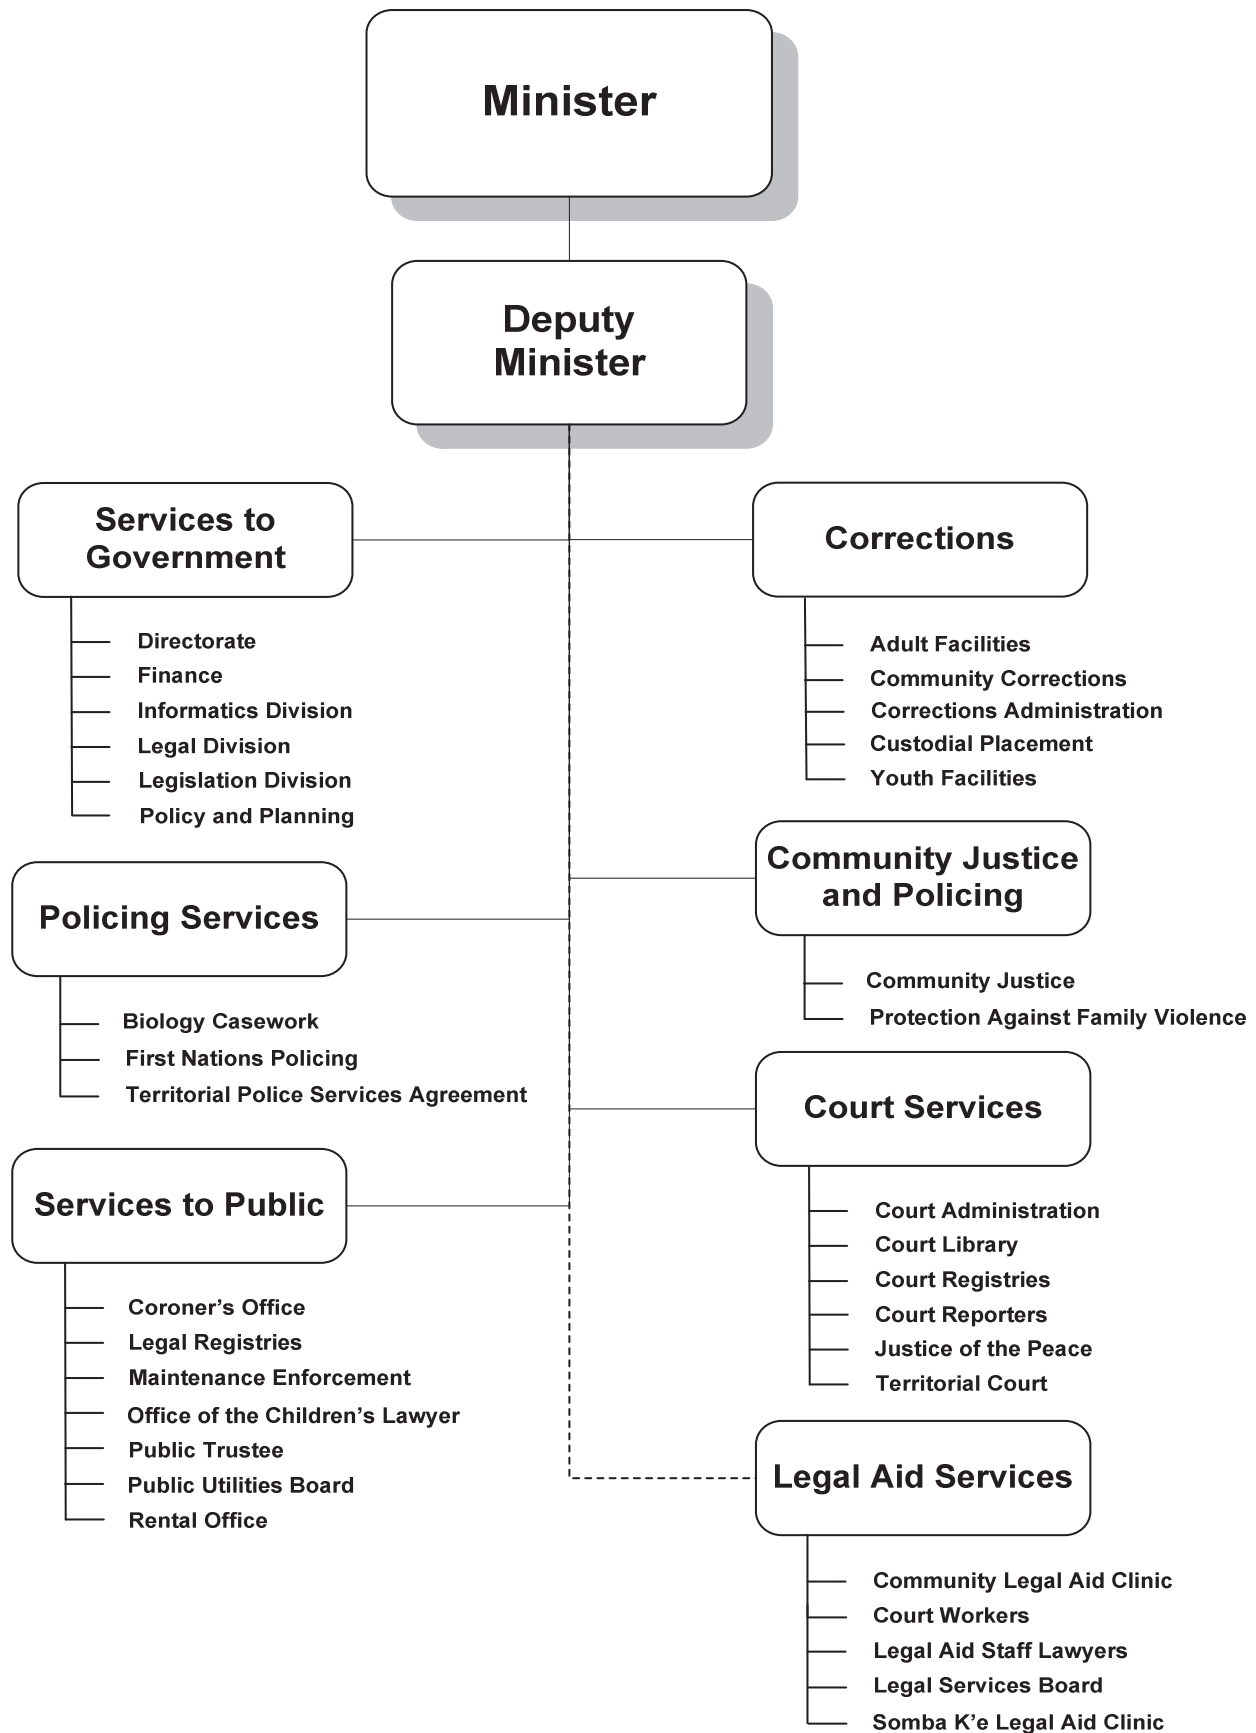 Minister
Deputy
Minister
Services to
Government
Directorate
Finance
Informatics Division
Legal Division
Legislation Division
Policy and Planning
Corrections
Adult Facilities
Community Corrections
Corrections Administration
Custodial Placement
Youth Facilities
Policing Services
Biology Casework
First Nations Policing
Territorial Police Services Agreement
Community Justice
and Policing
Community Justice
Protection Against Family Violence
Services to Public
Coroner’s Office
Legal Registries
Maintenance Enforcement
Office of the Children’s Lawyer
Public Trustee
Public Utilities Board
Rental Office
Court Services
Court Administration
Court Library
Court Registries
Court Reporters
Justice of the Peace
Territorial Court
Legal Aid Services
Community Legal Aid Clinic
Court Workers
Legal Aid Staff Lawyers
Legal Services Board
Somba K’e Legal Aid Clinic